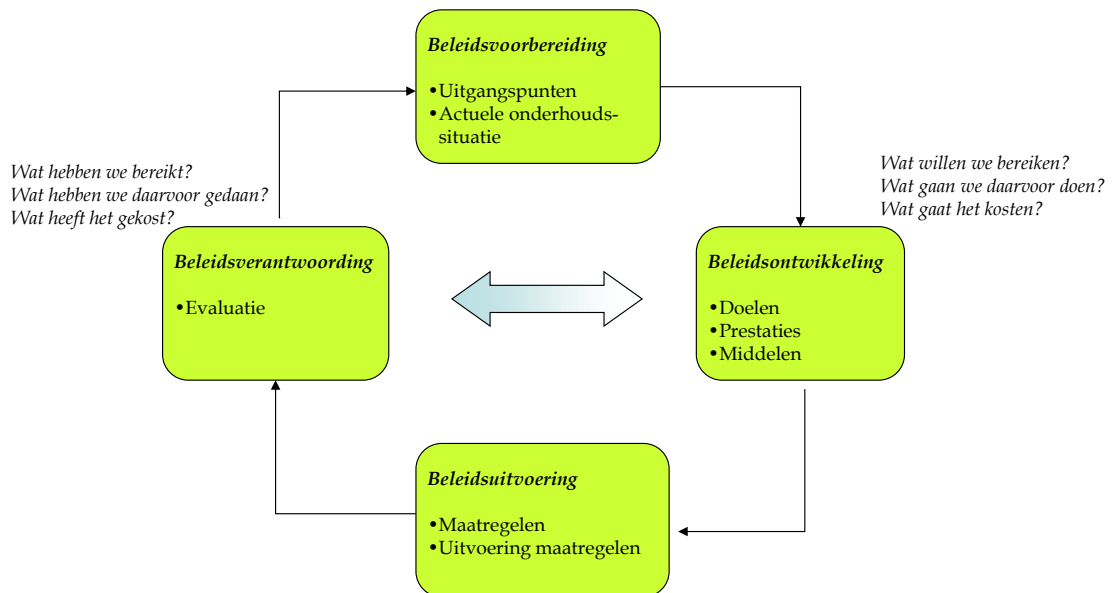 Beleidsvoorbereiding
•Uitgangspunten
•Actuele onderhouds-
situatie
Wat hebben we bereikt?
Wat hebben we daarvoor gedaan?
Wat heeft het gekost?
Wat willen we bereiken?
Wat gaan we daarvoor doen?
Wat gaat het kosten?
Beleidsverantwoording
•Evaluatie
Beleidsontwikkeling
•Doelen
•Prestaties
•Middelen
Beleidsuitvoering
•Maatregelen
•Uitvoering maatregelen